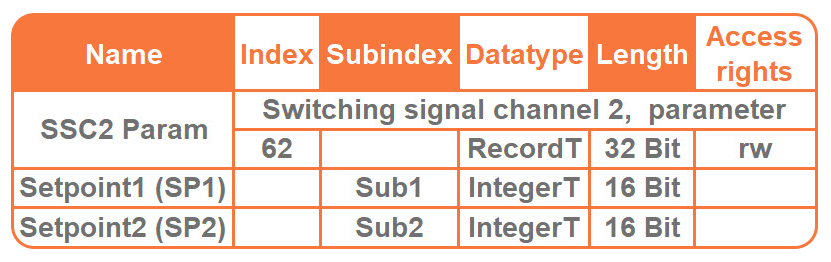 Name Index Subindex Datatype Length Access rights
SSC2 Param Switching signal channel 2, parameter
62 RecordT 32 Bit rw
Setpoint1 (SP1) Sub1 IntegerT 16 Bit
Setpoint2 (SP2) Sub2 IntegerT 16 Bit